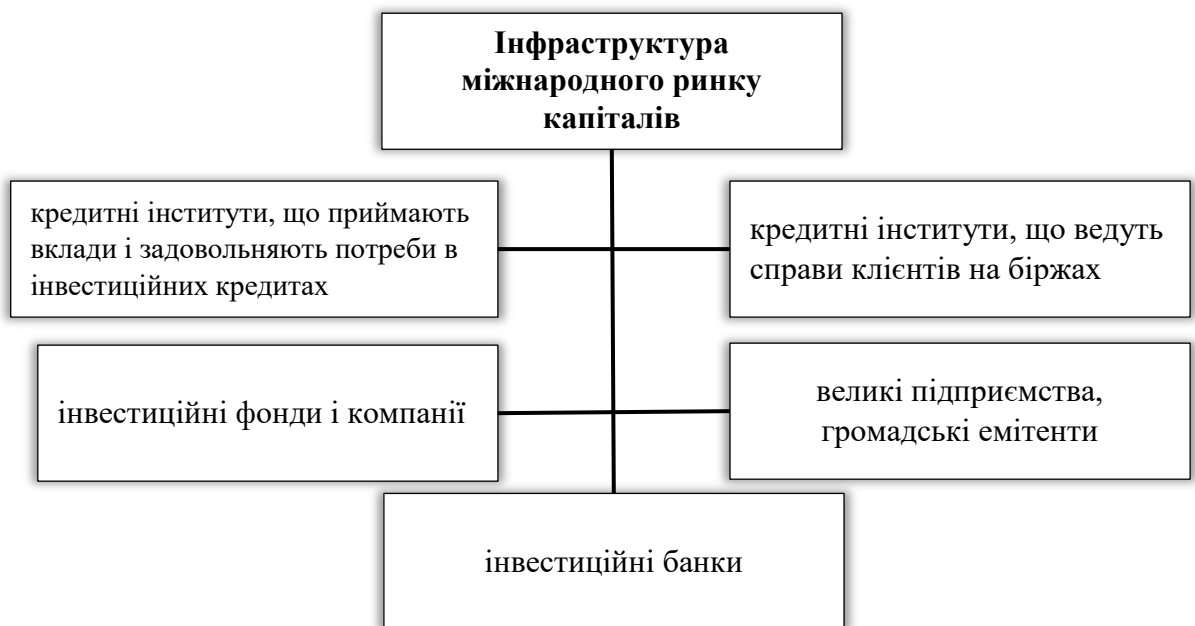 Інфраструктура
міжнародного ринку
капіталів
кредитні інститути, що приймають
вклади і задовольняють потреби в
інвестиційних кредитах
кредитні інститути, що ведуть
справи клієнтів на біржах
інвестиційні фонди і компанії
великі підприємства,
громадські емітенти
інвестиційні банки